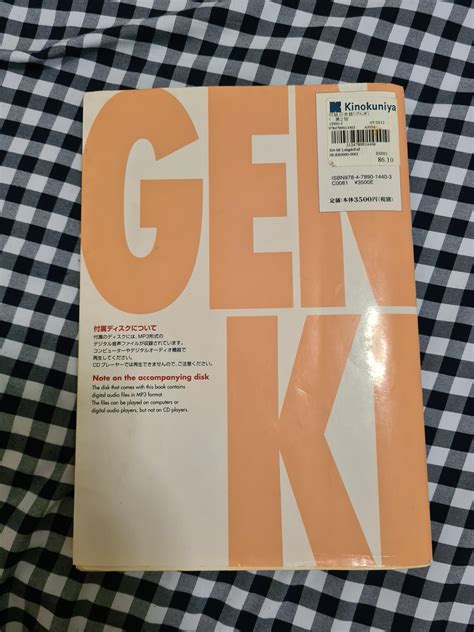 GEN
KI
Kinokuniya
86.10
ISBN978-4-7890-1440-3
C0081 ¥3500E
定価:本体3500円(税別)
付属ディスクについて
付属のディスクには、MP3形式の
デジタル音声ファイルが収録されています。
コンピューターやデジタルオーディオ機器で
再生してください。
CDプレーヤーでは再生できませんので、ご注意ください。
Note on the accompanying disk
The disk that comes with this book contains
digital audio files in MP3 format.
The files can be played on computers or
digital audio players, but not on CD players.